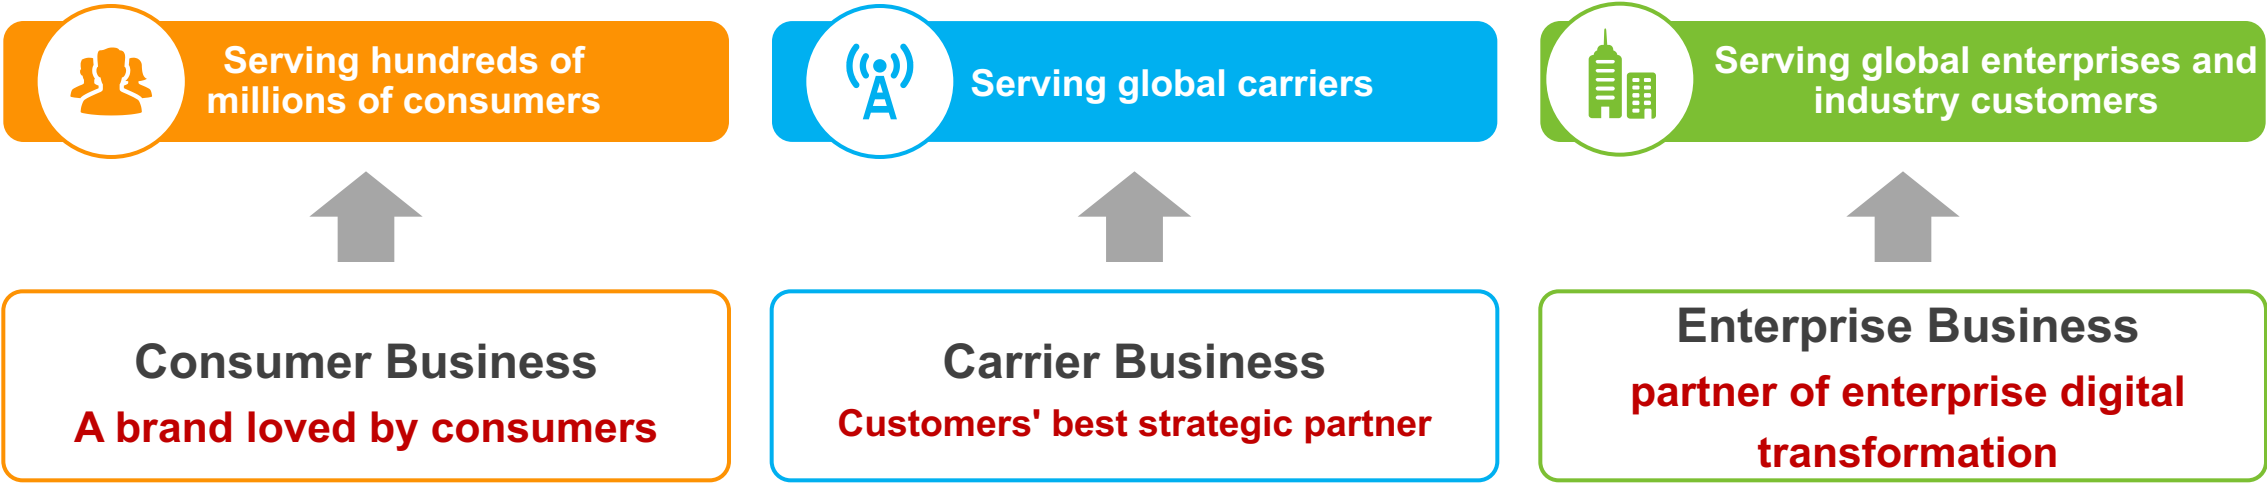 Serving hundreds of
millions of consumers
Serving global carriers
Serving global enterprises and
industry customers
Consumer Business
A brand loved by consumers
Carrier Business
Customers' best strategic partner
Enterprise Business
partner of enterprise digital
transformation